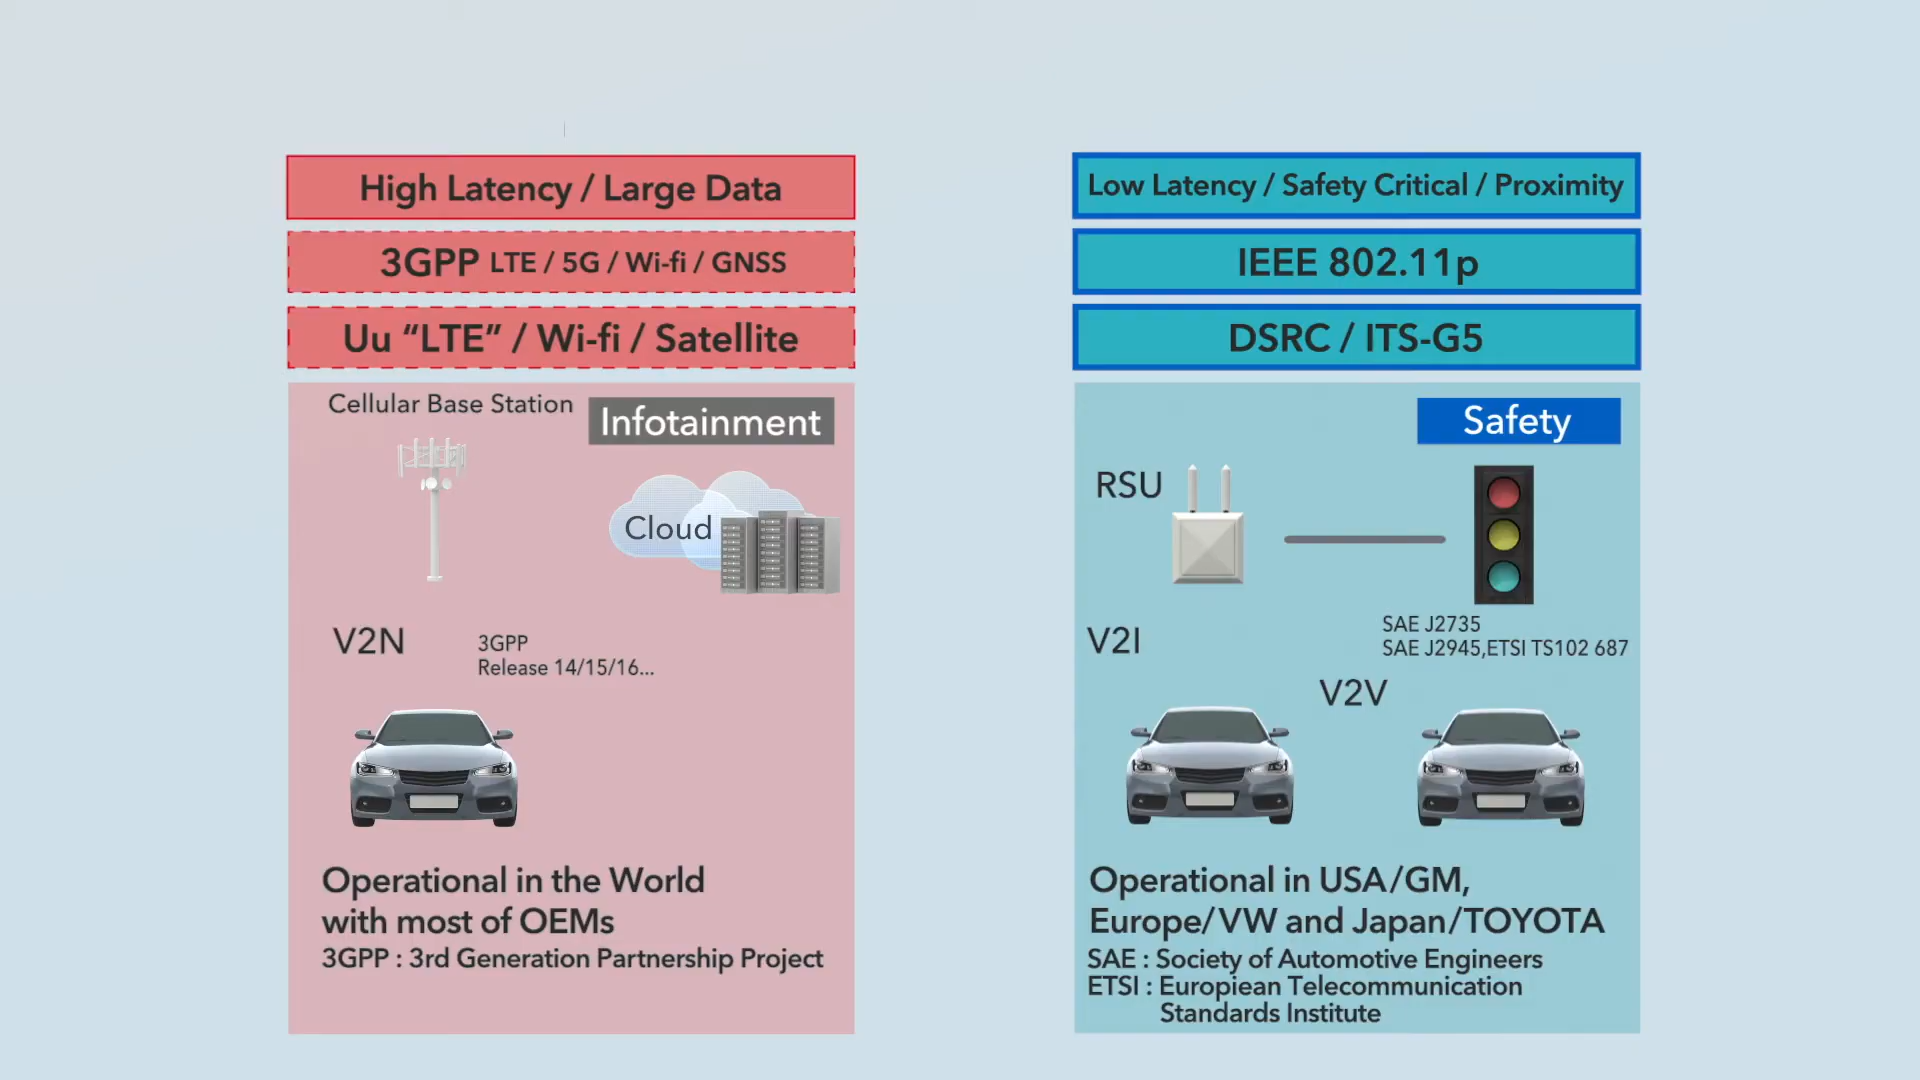 High Latency / Large Data
3GPP LTE / 5G / Wi-fi / GNSS
Uu “LTE” / Wi-fi / Satellite
Cellular Base Station
Infotainment
Cloud
V2N
3GPP
Release 14/15/16...
Operational in the World
with most of OEMs
3GPP : 3rd Generation Partnership Project
Low Latency / Safety Critical / Proximity
IEEE 802.11p
DSRC / ITS-G5
Safety
RSU
V2I
SAE J2735
SAE J2945,ETSI TS102 687
V2V
Operational in USA/GM,
Europe/VW and Japan/TOYOTA
SAE : Society of Automotive Engineers
ETSI : Europiean Telecommunication
Standards Institute